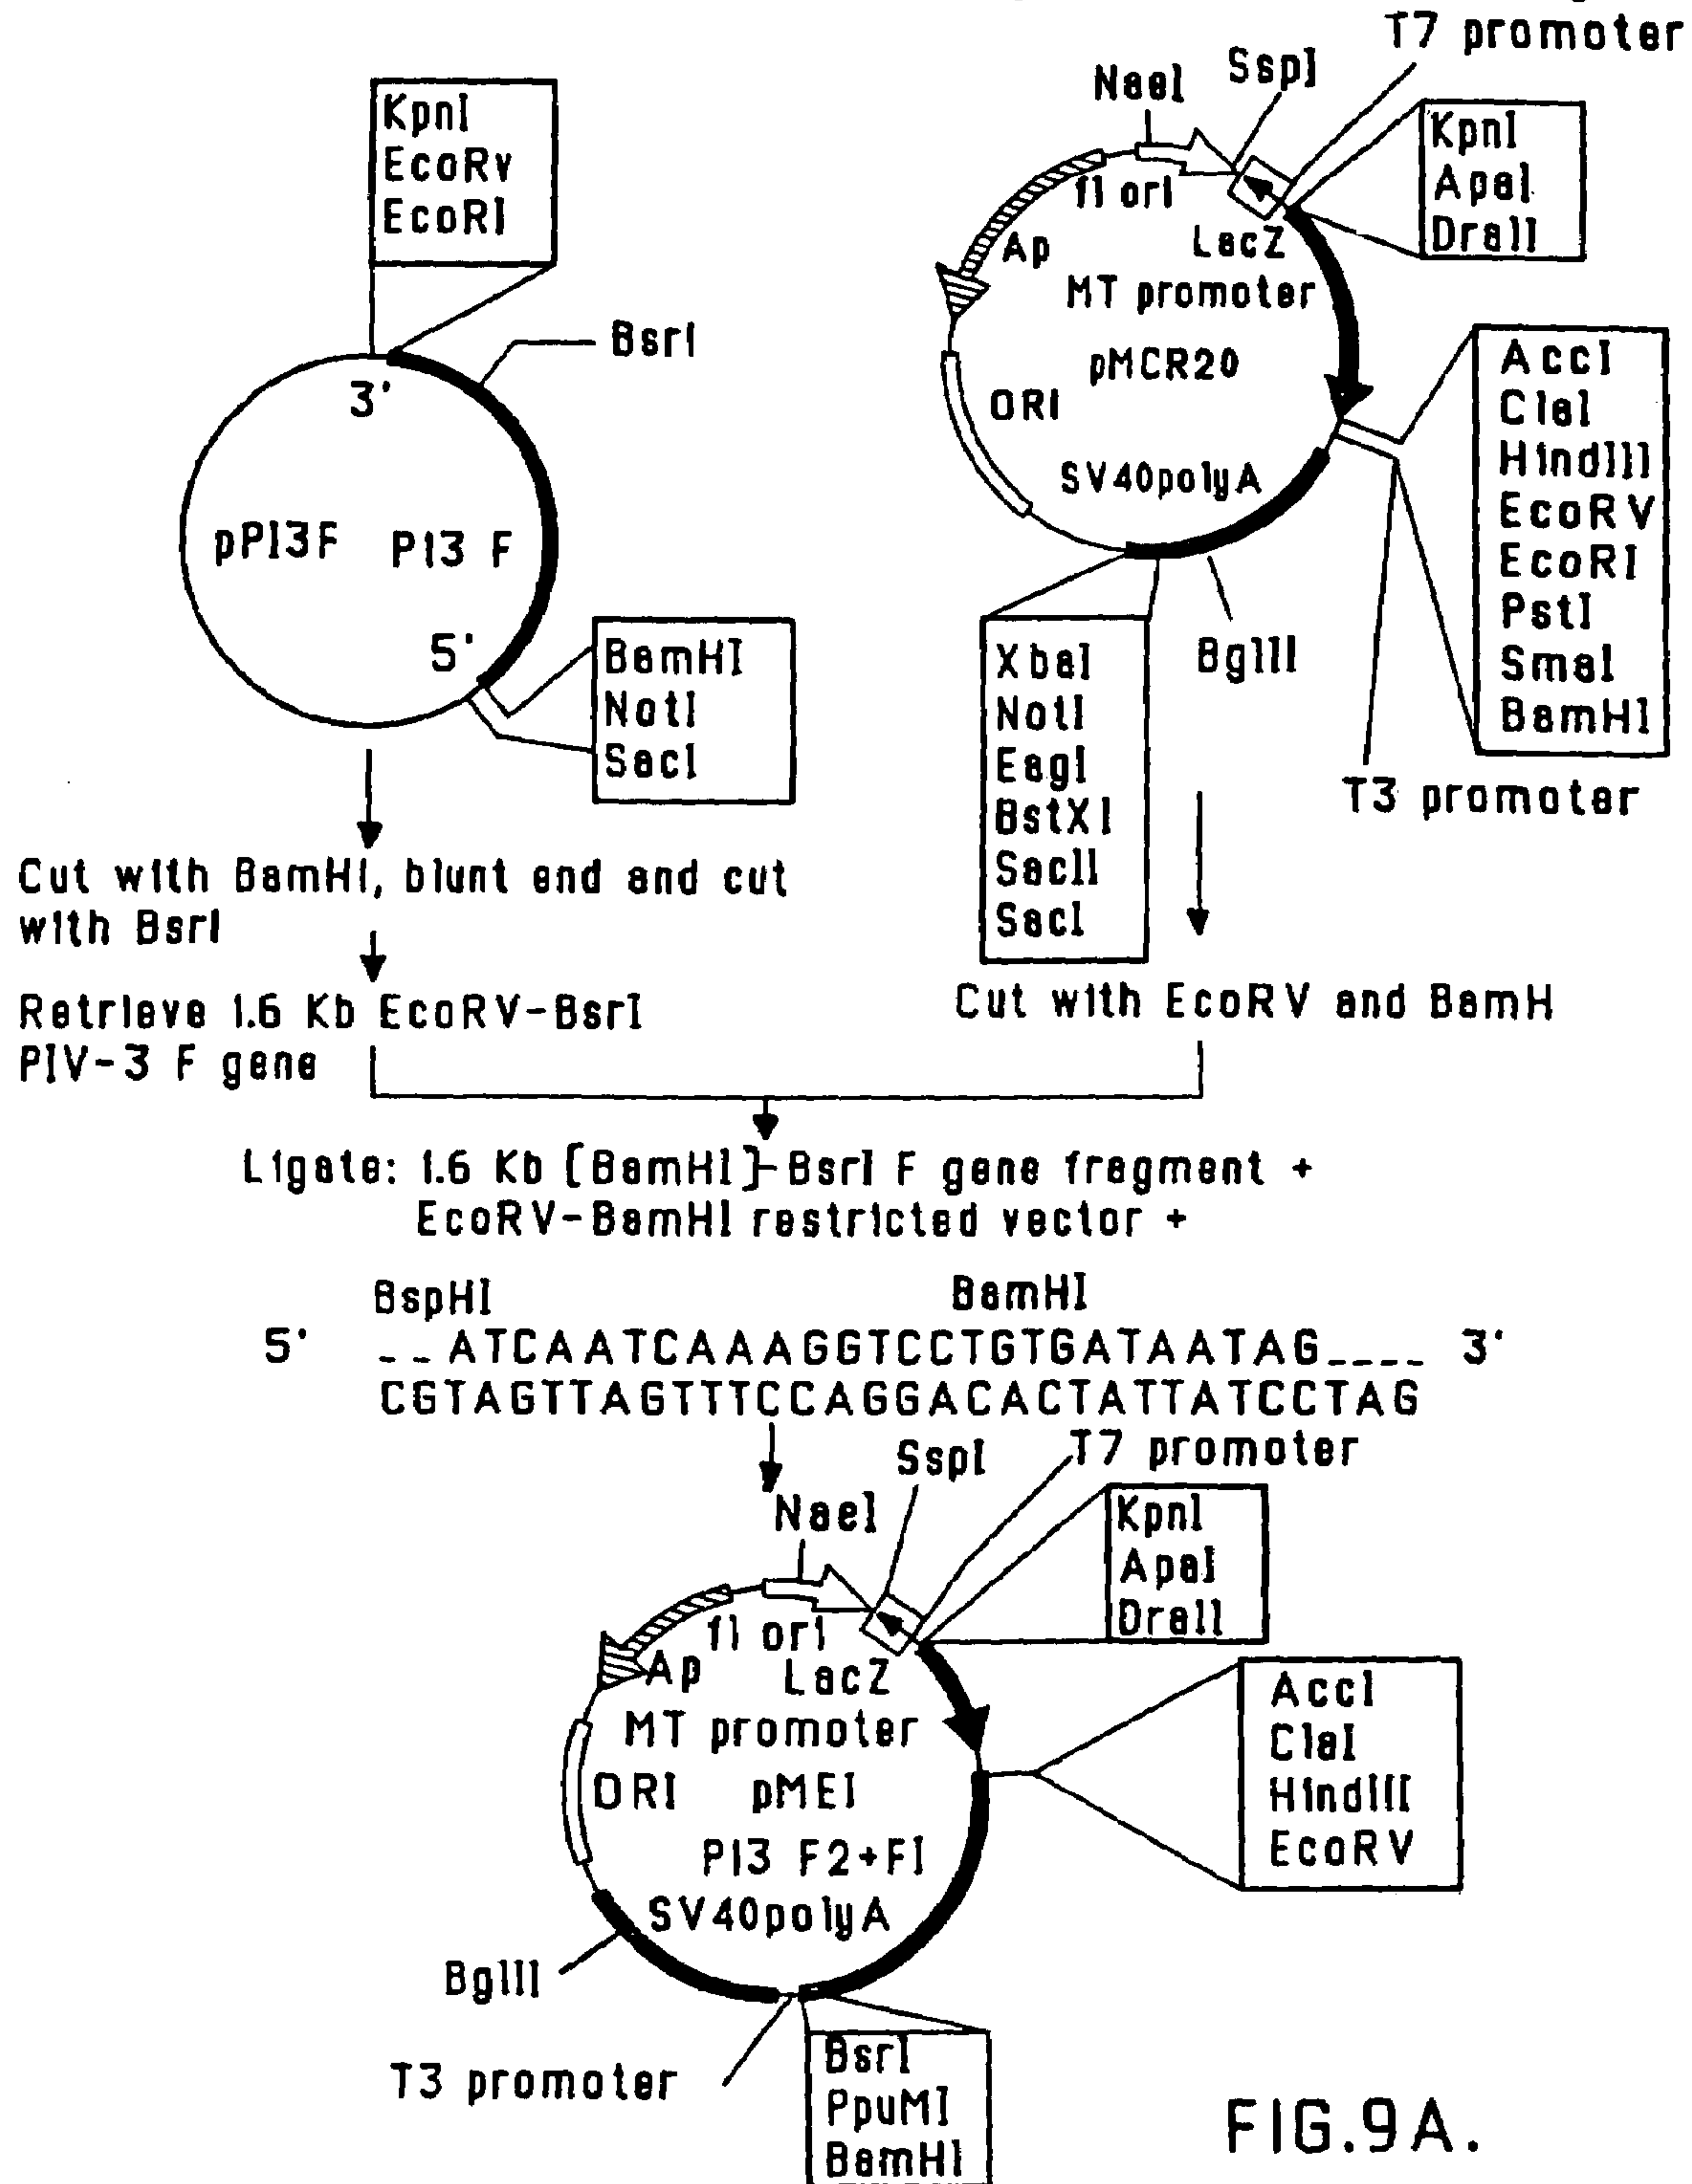 T7 promoter
SspI
NaeI
KpnI
EcoRv
EcoRI
KpnI
ApaI
DraII
f1 ori
Ap
LacZ
MT promoter
BsrI
3'
pMCR20
ORI
AccI
ClaI
HindIII
EcoRV
EcoRI
PstI
SmaI
BamHI
SV40polyA
pPI3F PI3 F
5'
BamHI
NotI
SacI
XbaI
NotI
EagI
BstXI
SacII
SacI
BglII
T3 promoter
Cut with BamHI, blunt end and cut
with BsrI
Retrieve 1.6 Kb EcoRV-BsrI
PIV-3 F gene
Cut with EcoRV and BamH
Ligate: 1.6 Kb [BamHI]-BsrI F gene fragment +
EcoRV-BamHI restricted vector +
BspHI BamHI
5' --ATCAATCAAAGGTCCTGTGATAATAG---- 3'
CGTAGTTAGTTTCCAGGACACTATTATCCTAG
SspI
T7 promoter
NaeI
KpnI
ApaI
DraII
f1 ori
Ap
LacZ
MT promoter
AccI
ClaI
HindIII
EcoRV
ORI
pMEI
PI3 F2+FI
SV40polyA
BglII
T3 promoter
BsrI
PpuMI
BamHI
FIG.9A.